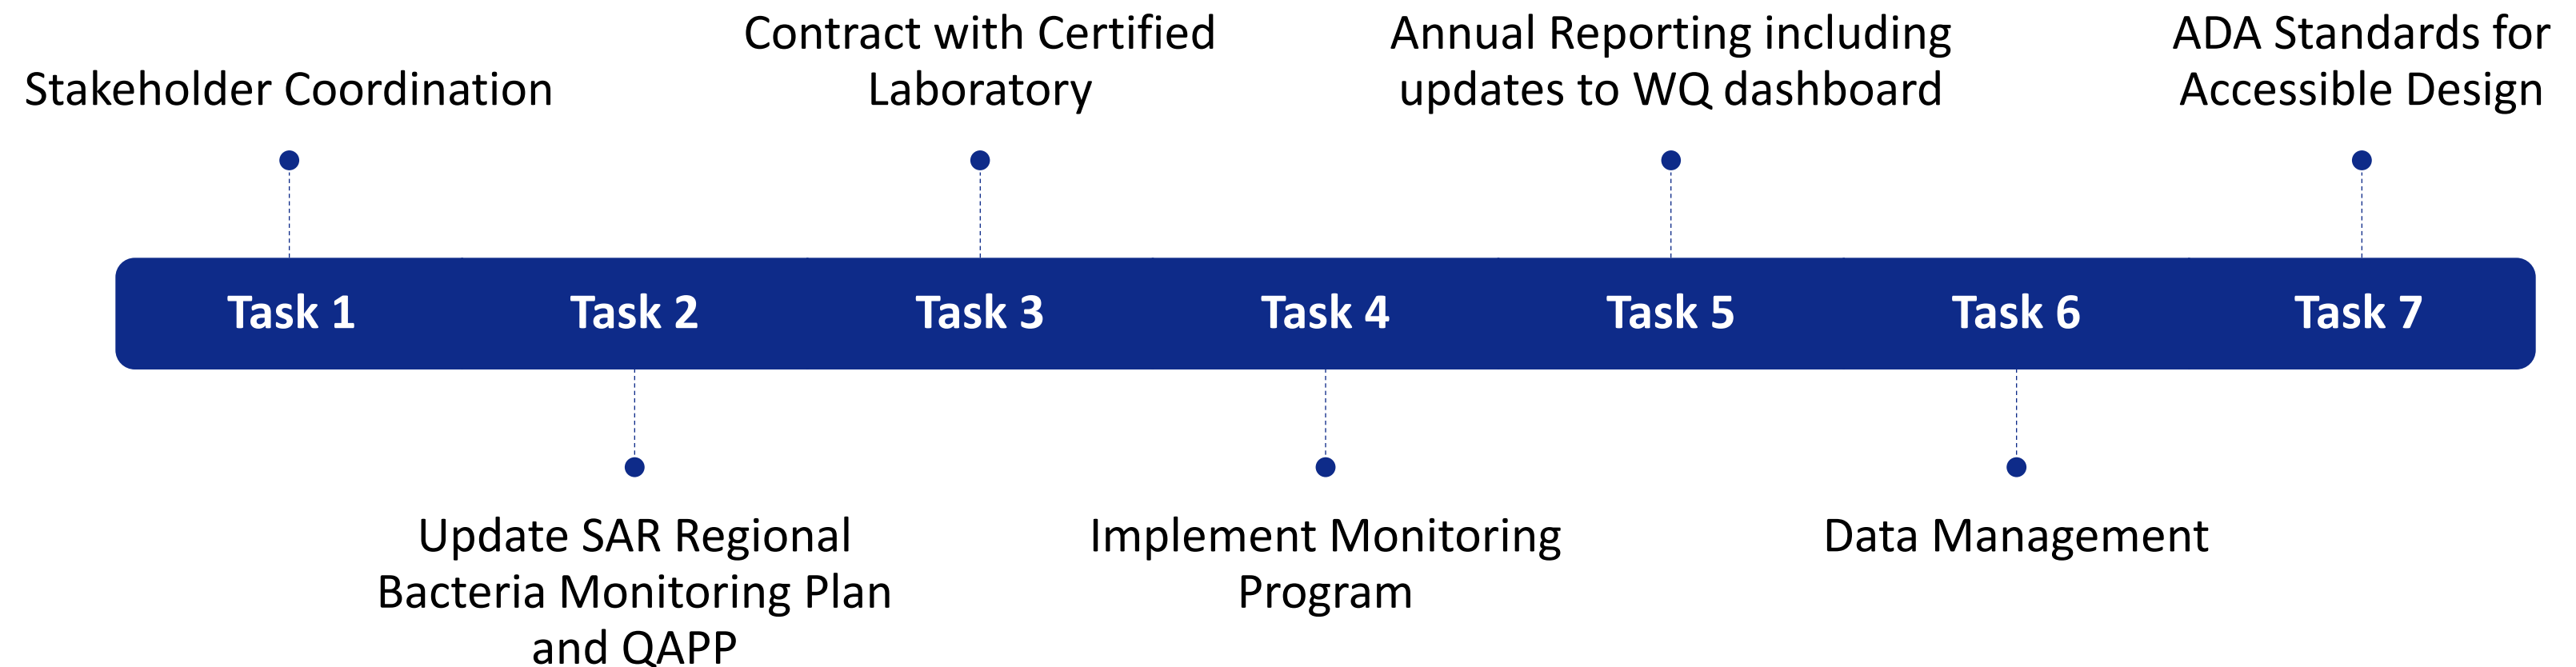 Stakeholder Coordination
Contract with Certified
Laboratory
Annual Reporting including
updates to WQ dashboard
ADA Standards for
Accessible Design
Task 1
Task 2
Task 3
Task 4
Task 5
Task 6
Task 7
Update SAR Regional
Bacteria Monitoring Plan
and QAPP
Implement Monitoring
Program
Data Management